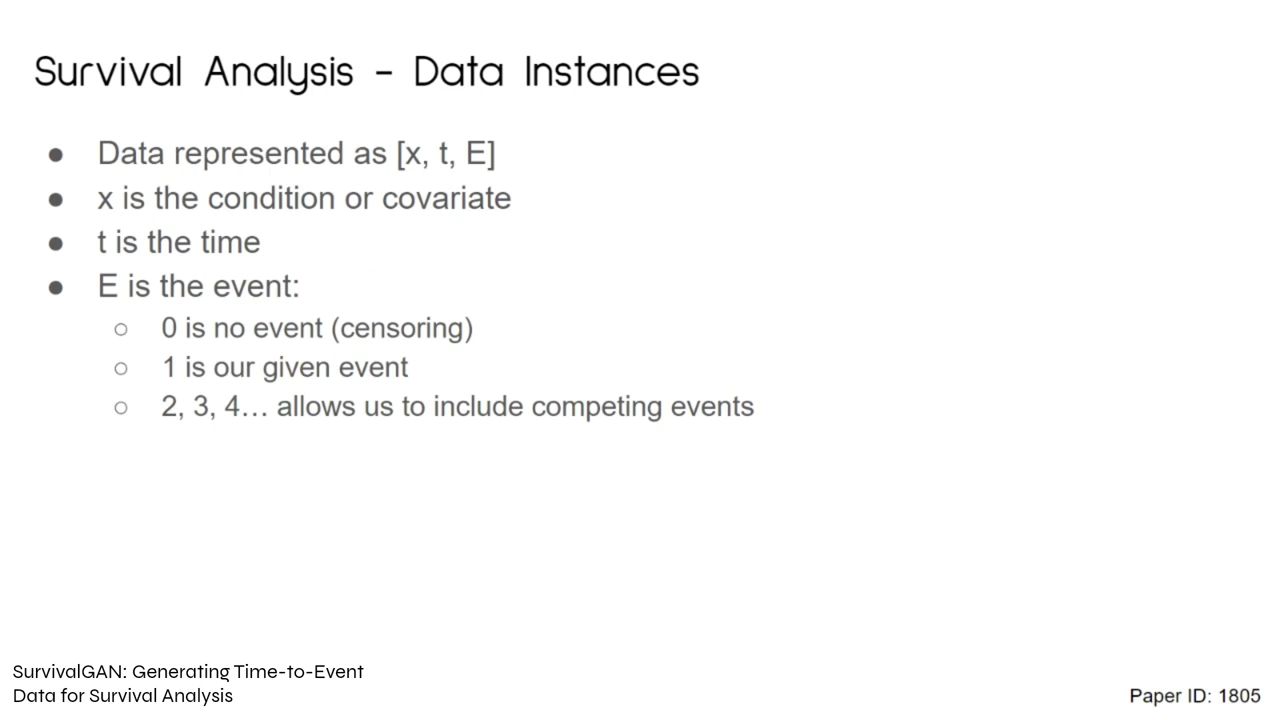 Survival Analysis - Data Instances
● Data represented as [x, t, E]
● x is the condition or covariate
● t is the time
● E is the event:
○ 0 is no event (censoring)
○ 1 is our given event
○ 2, 3, 4… allows us to include competing events
SurvivalGAN: Generating Time-to-Event
Data for Survival Analysis
Paper ID: 1805